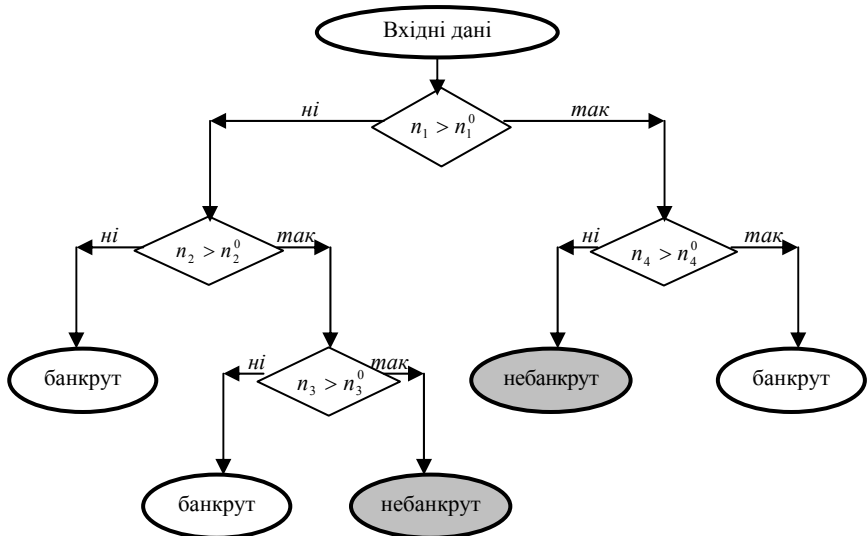 Вхідні дані
ні
n₁ > n₁⁰
так
ні
n₂ > n₂⁰
так
ні
n₄ > n₄⁰
так
банкрут
ні
n₃ > n₃⁰
так
небанкрут
банкрут
банкрут
небанкрут